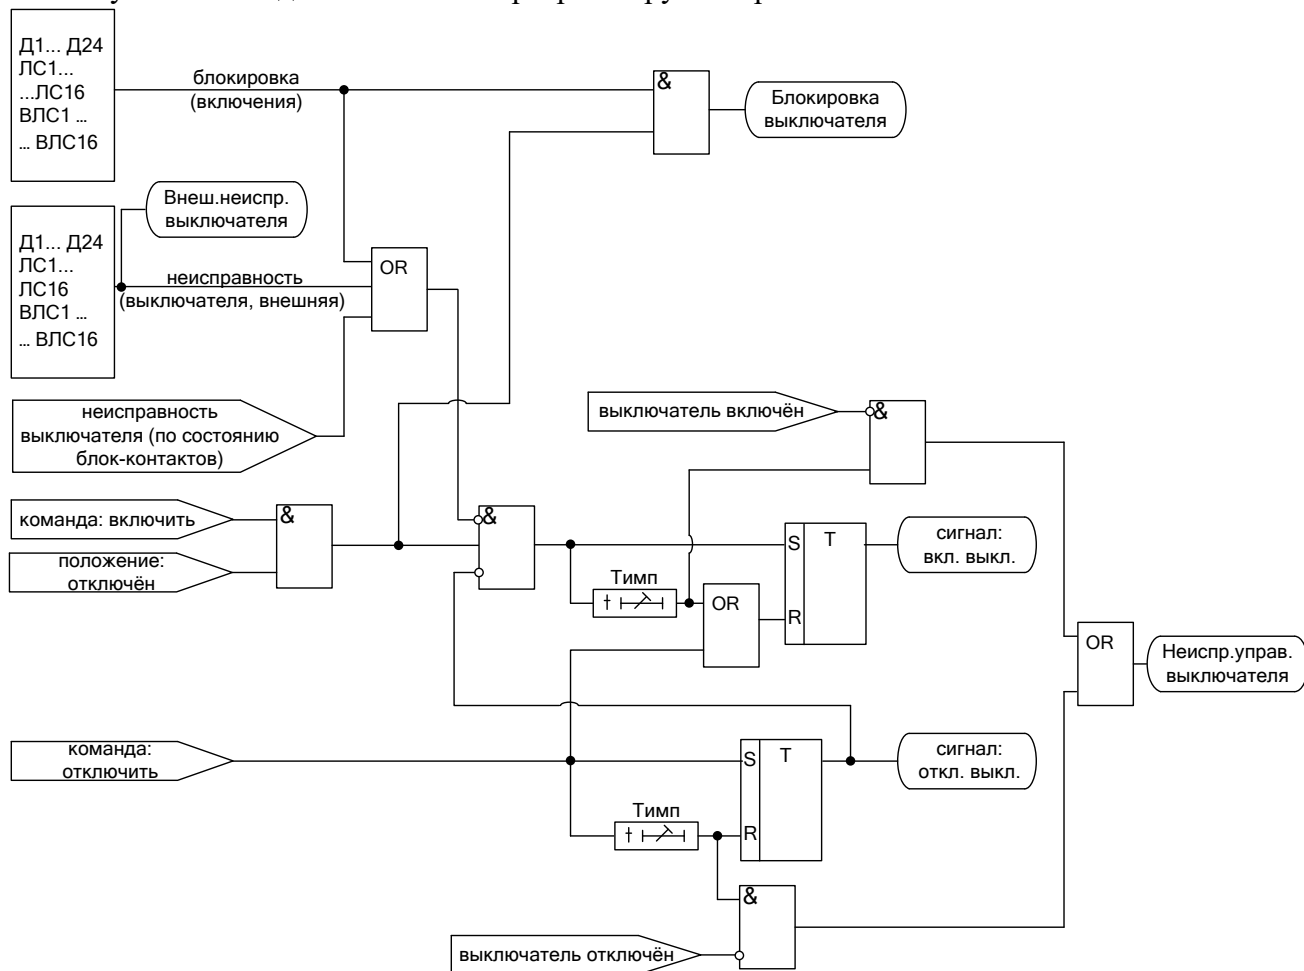 Д1... Д24
ЛС1...
...ЛС16
ВЛС1 ...
... ВЛС16
блокировка
(включения)
&
Блокировка
выключателя
Внеш.неиспр.
выключателя
Д1... Д24
ЛС1...
ЛС16
ВЛС1 ...
... ВЛС16
неисправность
(выключателя, внешняя)
OR
неисправность
выключателя (по состоянию
блок-контактов)
выключатель включён
&
команда: включить
положение:
отключён
&
&
Тимп
t
OR
S
T
R
сигнал:
вкл. выкл.
OR
Неиспр.управ.
выключателя
команда:
отключить
S
T
R
сигнал:
откл. выкл.
Тимп
t
&
выключатель отключён